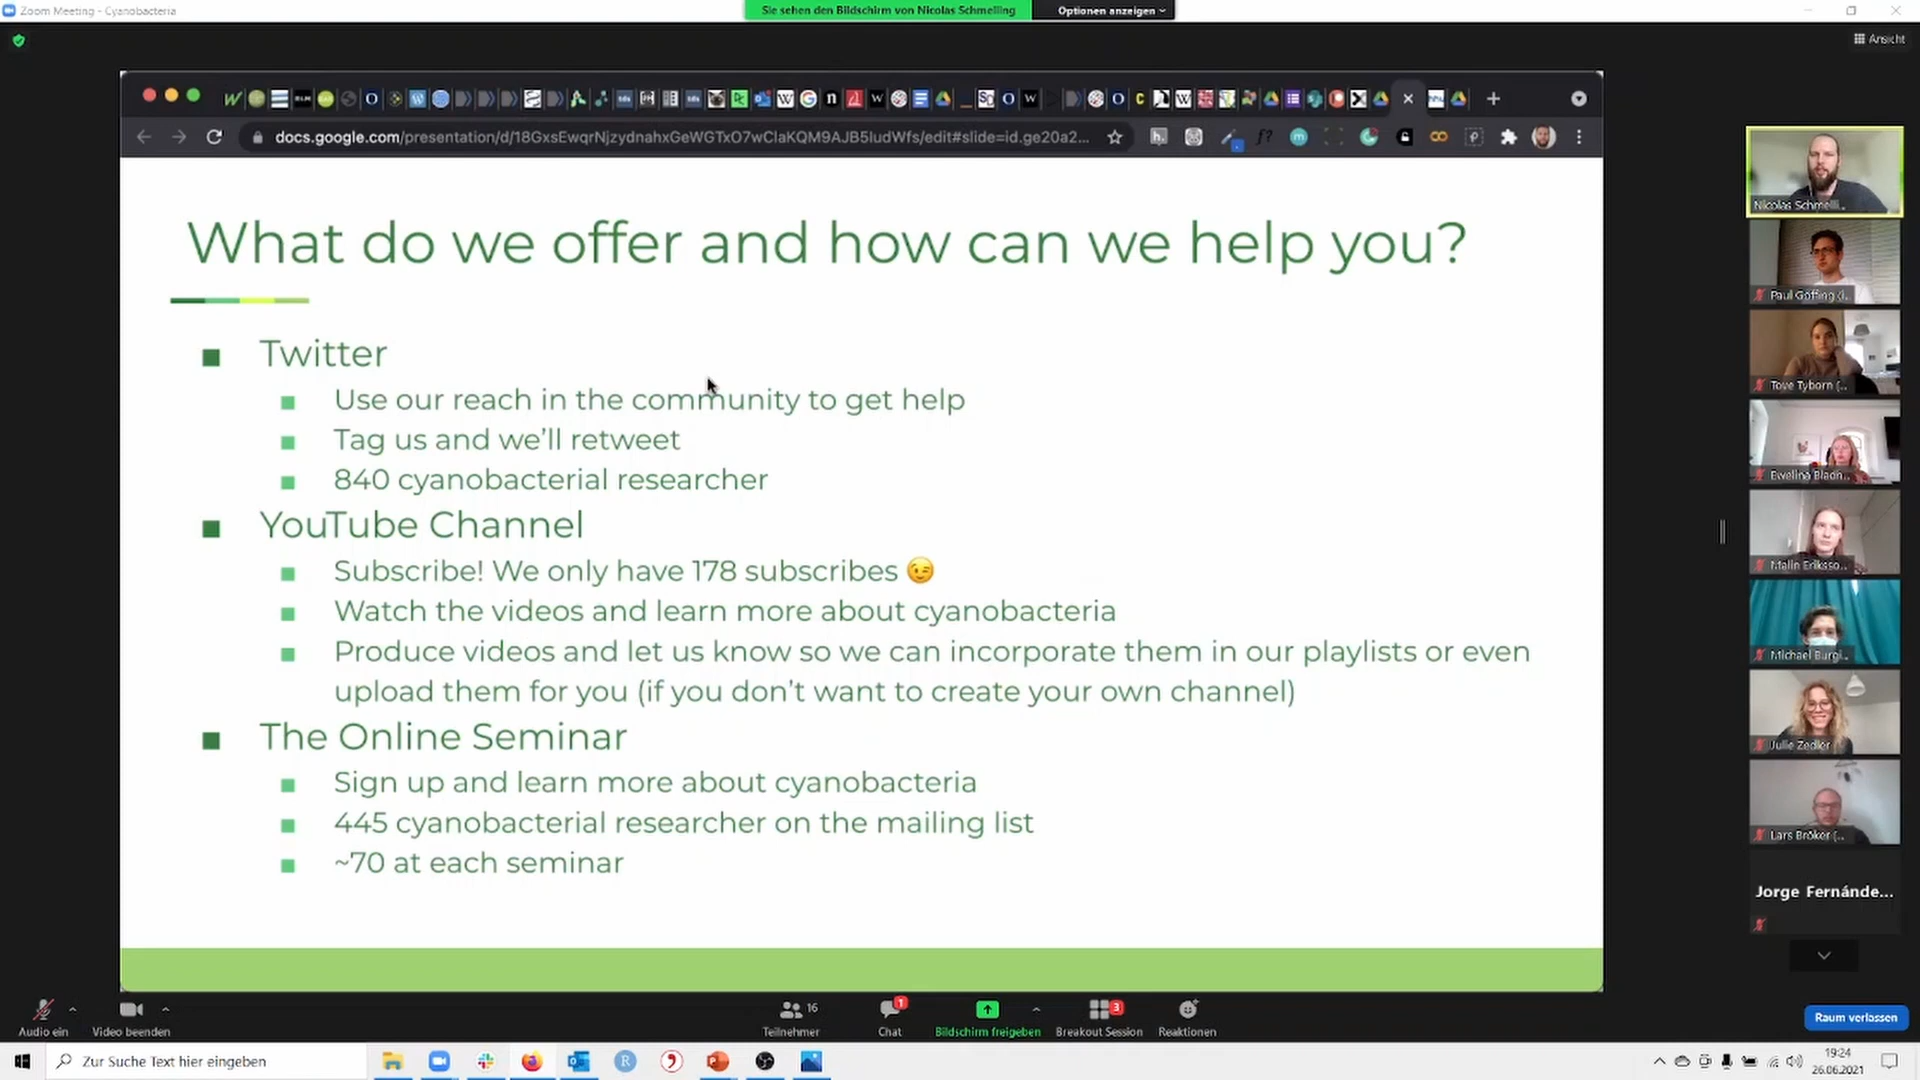 Zoom Meeting - Cyanobacteria
Sie sehen den Bildschirm von Nicolas Schmelling
Optionen anzeigen
Ansicht
docs.google.com/presentation/d/18GxsEwqrNjzydnahxGeWGTxO7wClaKQM9AJB5IudWfs/edit#slide=id.ge20a2...
What do we offer and how can we help you?
Twitter
Use our reach in the community to get help
Tag us and we'll retweet
840 cyanobacterial researcher
YouTube Channel
Subscribe! We only have 178 subscribes 😉
Watch the videos and learn more about cyanobacteria
Produce videos and let us know so we can incorporate them in our playlists or even
upload them for you (if you don't want to create your own channel)
The Online Seminar
Sign up and learn more about cyanobacteria
445 cyanobacterial researcher on the mailing list
~70 at each seminar
Nicolas Schmelli...
Paul Göffing (i...
Tove Tyborn (...
Ewelina
Malin Eriksso...
Michael Burgi...
Julie Zedler
Lars Bröker (...
Jorge Fernánde...
Audio ein
Video beenden
16
Teilnehmer
1
Chat
Bildschirm freigeben
3
Breakout Session
Reaktionen
Raum verlassen
Zur Suche Text hier eingeben
19:24
26.06.2021